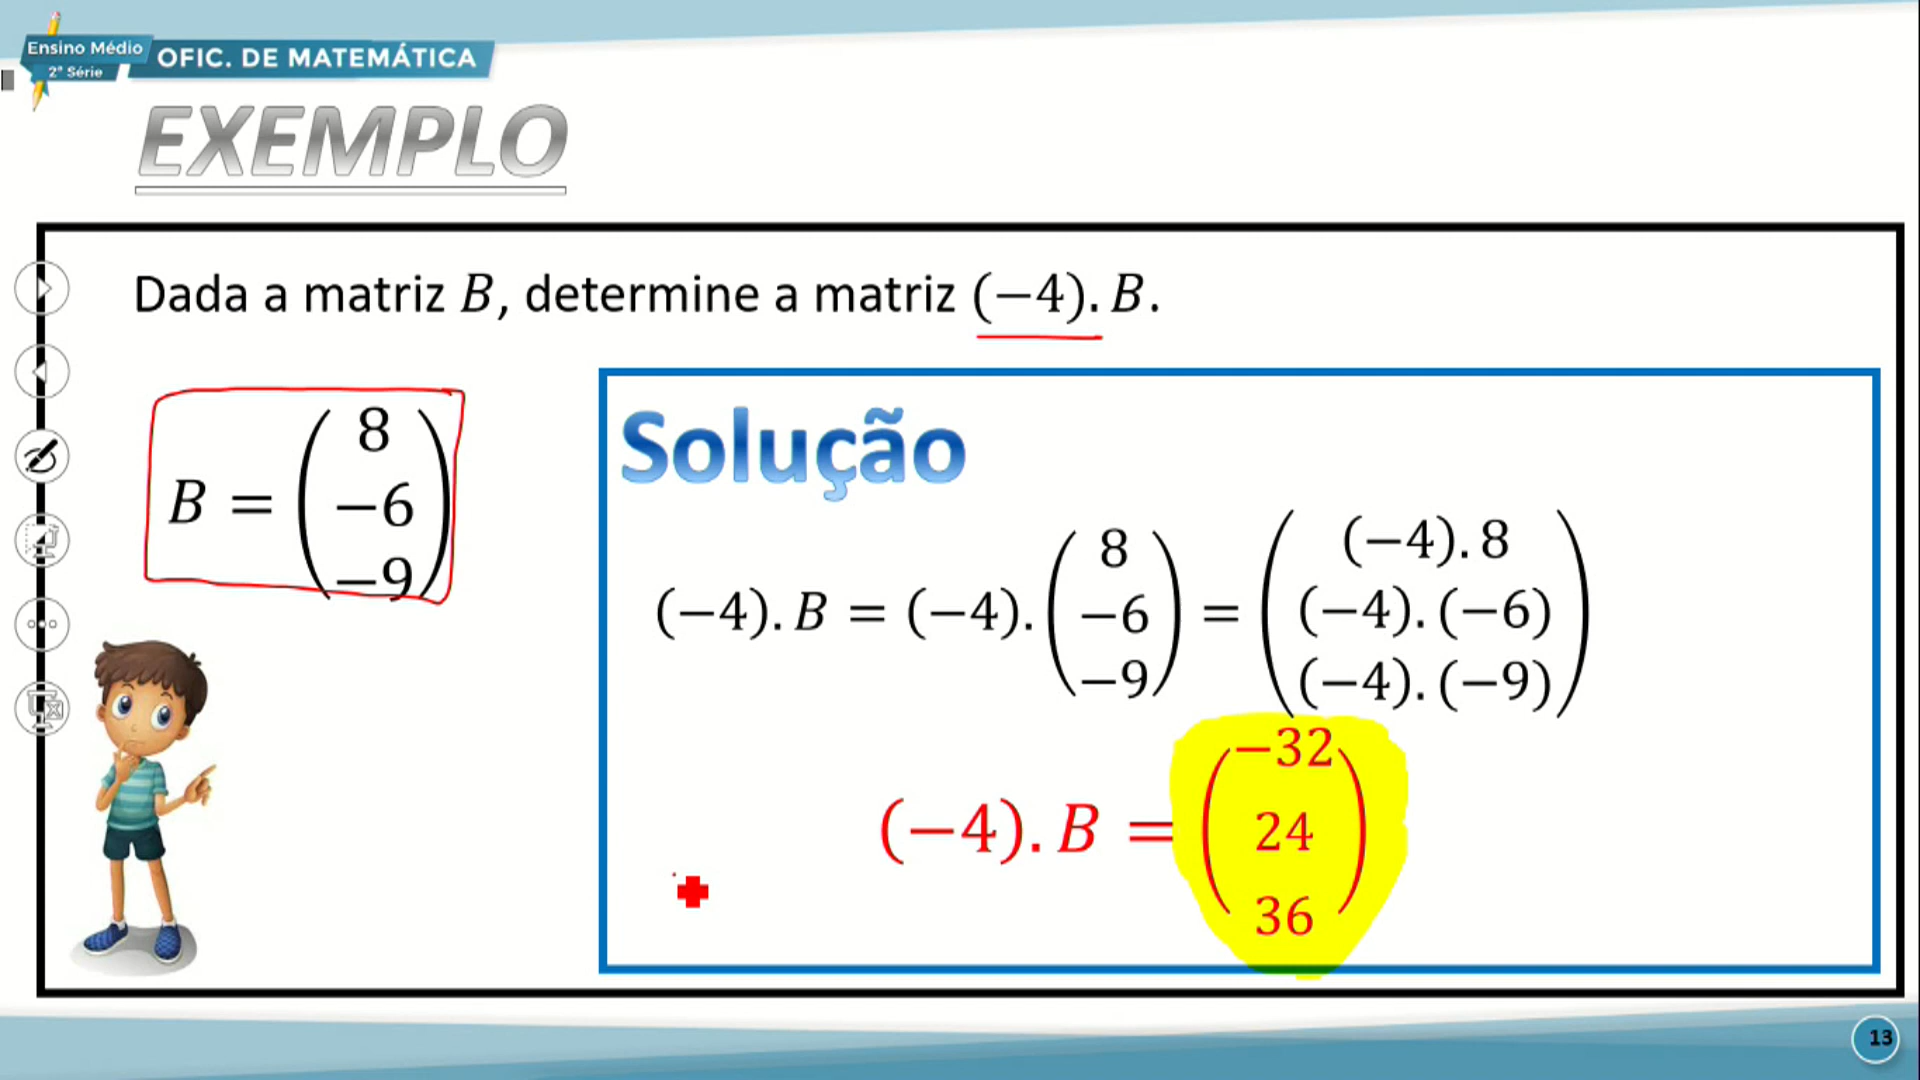 Ensino Médio
2ª Série
OFIC. DE MATEMÁTICA
EXEMPLO
Dada a matriz B, determine a matriz (−4). B.
8
B = −6
−9
Solução
(−4). B = (−4). ( 8 −6 −9 ) = ( (−4). 8 (−4). (−6) (−4). (−9) )
(−4). B = ( −32 24 36 )
13